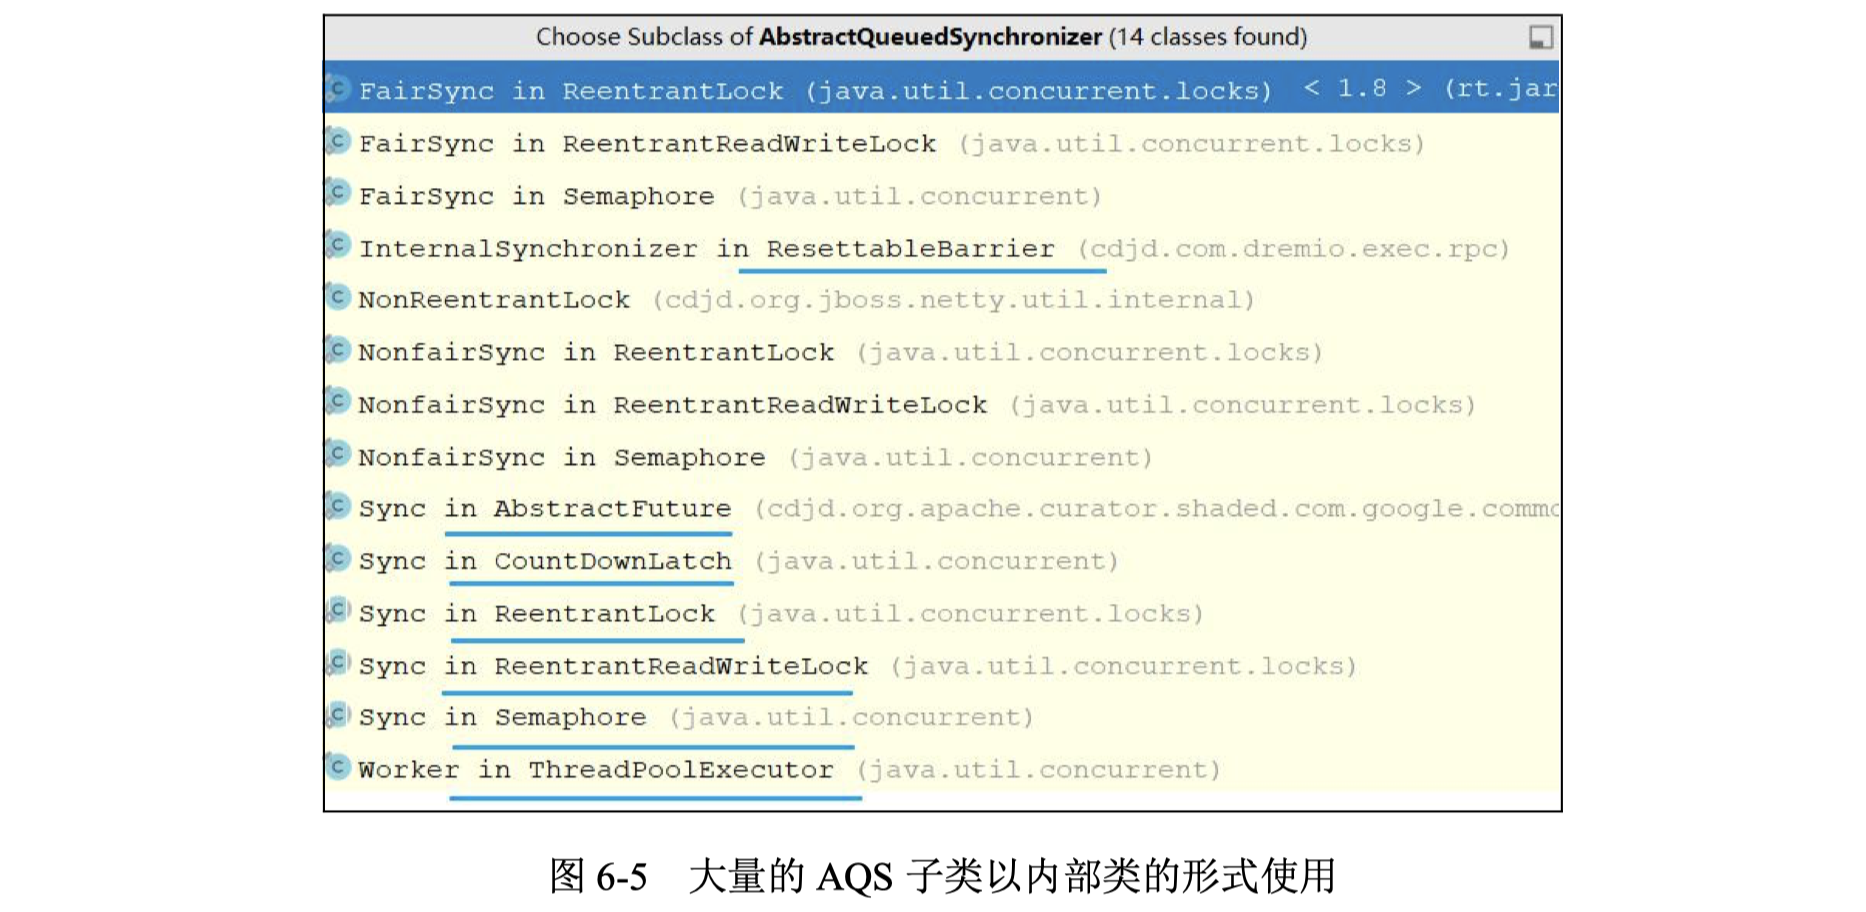 Choose Subclass of AbstractQueuedSynchronizer (14 classes found)
FairSync in ReentrantLock (java.util.concurrent.locks) < 1.8 > (rt.jar
FairSync in ReentrantReadWriteLock (java.util.concurrent.locks)
FairSync in Semaphore (java.util.concurrent)
InternalSynchronizer in ResettableBarrier (cdjd.com.dremio.exec.rpc)
NonReentrantLock (cdjd.org.jboss.netty.util.internal)
NonfairSync in ReentrantLock (java.util.concurrent.locks)
NonfairSync in ReentrantReadWriteLock (java.util.concurrent.locks)
NonfairSync in Semaphore (java.util.concurrent)
Sync in AbstractFuture (cdjd.org.apache.curator.shaded.com.google.commo
Sync in CountDownLatch (java.util.concurrent)
Sync in ReentrantLock (java.util.concurrent.locks)
Sync in ReentrantReadWriteLock (java.util.concurrent.locks)
Sync in Semaphore (java.util.concurrent)
Worker in ThreadPoolExecutor (java.util.concurrent)
图 6-5 大量的 AQS 子类以内部类的形式使用